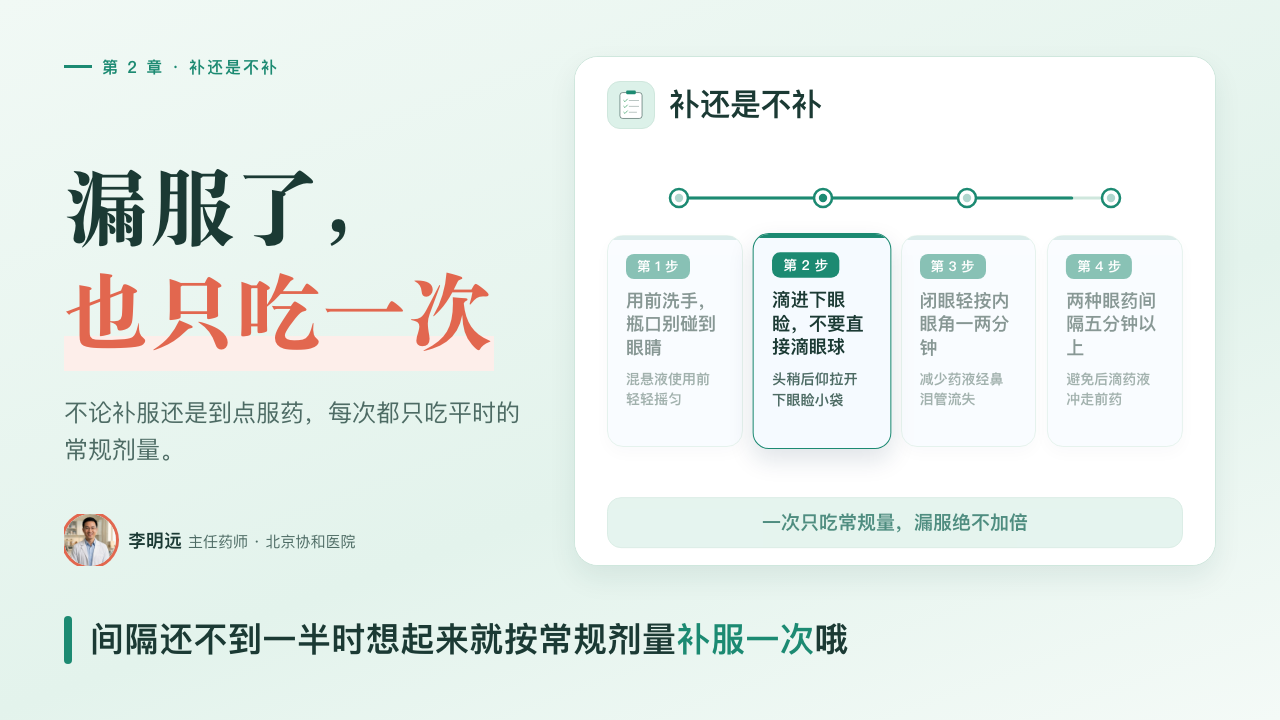 第 2 章 · 补还是不补
漏服了，
也只吃一次
不论补服还是到点服药，每次都只吃平时的
常规剂量。
李明远 主任药师 · 北京协和医院
补还是不补
第 1 步
用前洗手，
瓶口别碰到
眼睛
混悬液使用前
轻轻摇匀
第 2 步
滴进下眼
睑，不要直
接滴眼球
头稍后仰拉开
下眼睑小袋
第 3 步
闭眼轻按内
眼角一两分
钟
减少药液经鼻
泪管流失
第 4 步
两种眼药间
隔五分钟以
上
避免后滴药液
冲走前药
一次只吃常规量，漏服绝不加倍
间隔还不到一半时想起来就按常规剂量补服一次哦